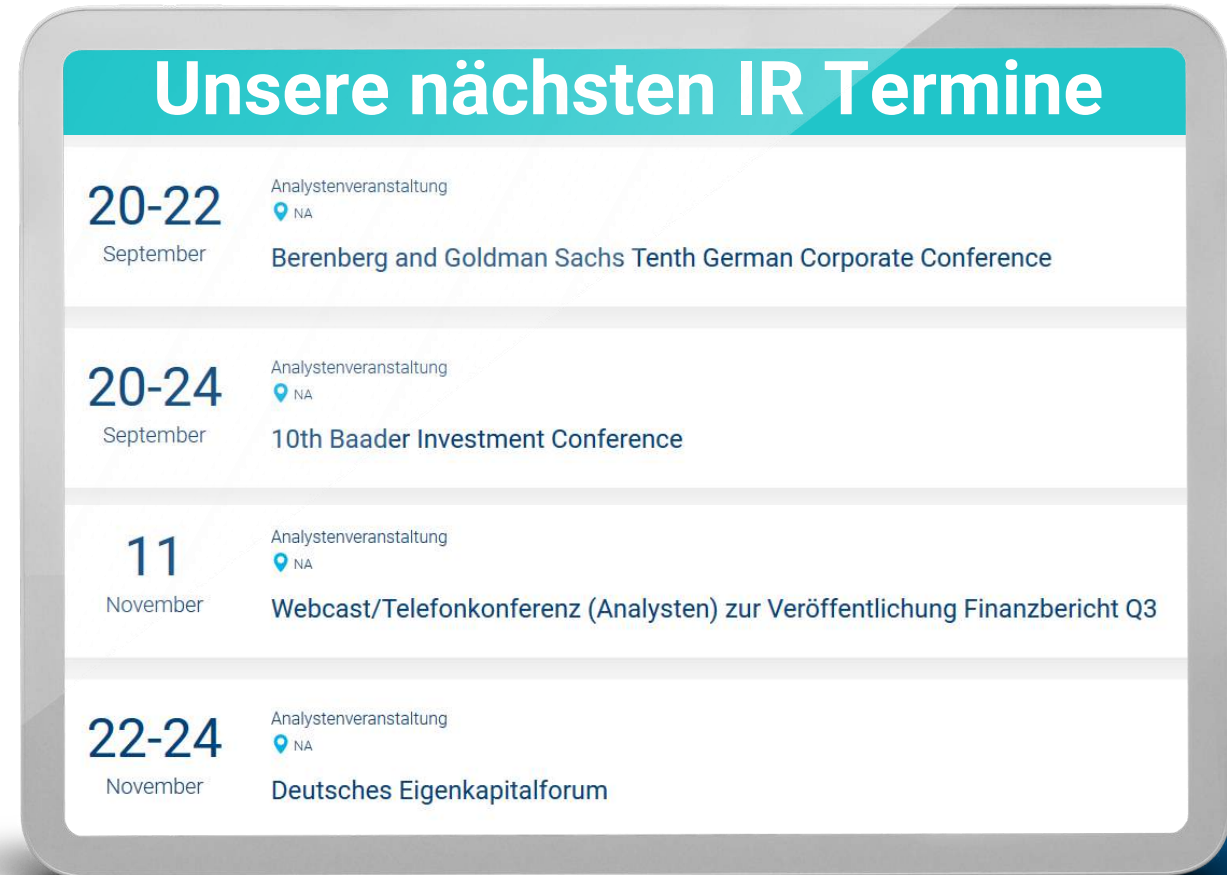 Unsere nächsten IR Termine
20-22
September
Analystenveranstaltung
NA
Berenberg and Goldman Sachs Tenth German Corporate Conference
20-24
September
Analystenveranstaltung
NA
10th Baader Investment Conference
11
November
Analystenveranstaltung
NA
Webcast/Telefonkonferenz (Analysten) zur Veröffentlichung Finanzbericht Q3
22-24
November
Analystenveranstaltung
NA
Deutsches Eigenkapitalforum